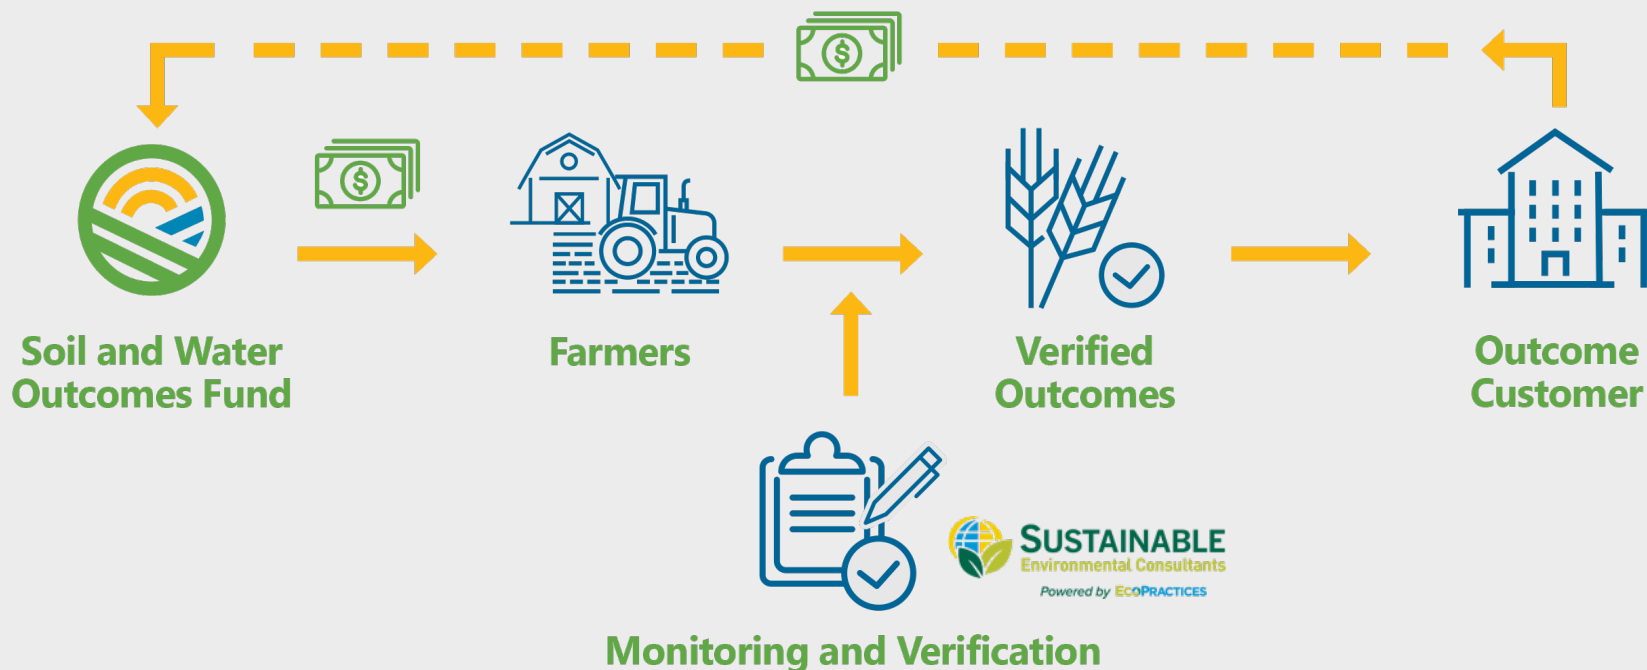 $
$
Soil and Water
Outcomes Fund
Farmers
Verified
Outcomes
Outcome
Customer
SUSTAINABLE
Environmental Consultants
Powered by ECOPRACTICES
Monitoring and Verification